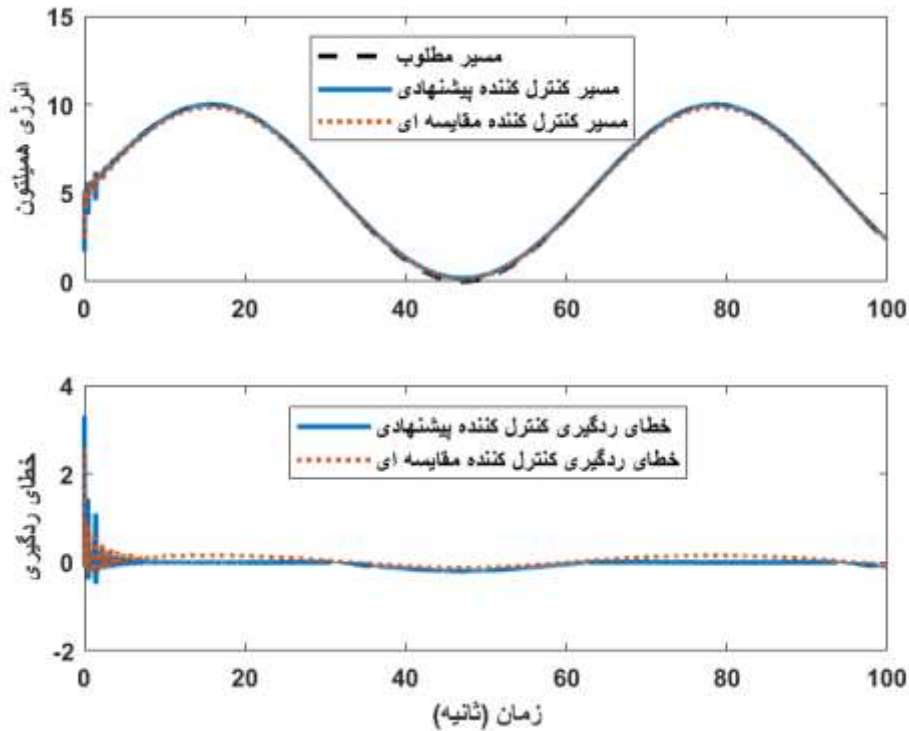 15
10
5
0
انرژی همیلتون
مسیر مطلوب
مسیر کنترل کننده پیشنهادی
مسیر کنترل کننده مقایسه ای
0 20 40 60 80 100
4
2
0
-2
خطای ردگیری
خطای ردگیری کنترل کننده پیشنهادی
خطای ردگیری کنترل کننده مقایسه ای
0 20 40 60 80 100
زمان (ثانیه)